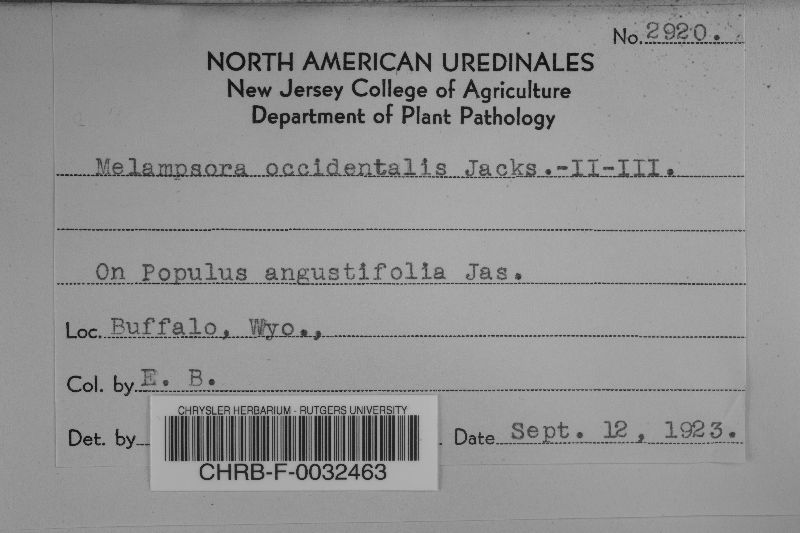 No. 2920.
NORTH AMERICAN UREDINALES
New Jersey College of Agriculture
Department of Plant Pathology
Melampsora occidentalis Jacks.-II-III.
On Populus angustifolia Jas.
Loc. Buffalo, Wyo.,
Col. by E. B.
CHRYSLER HERBARIUM - RUTGERS UNIVERSITY
Det. by Date Sept. 12, 1923.
CHRB-F-0032463